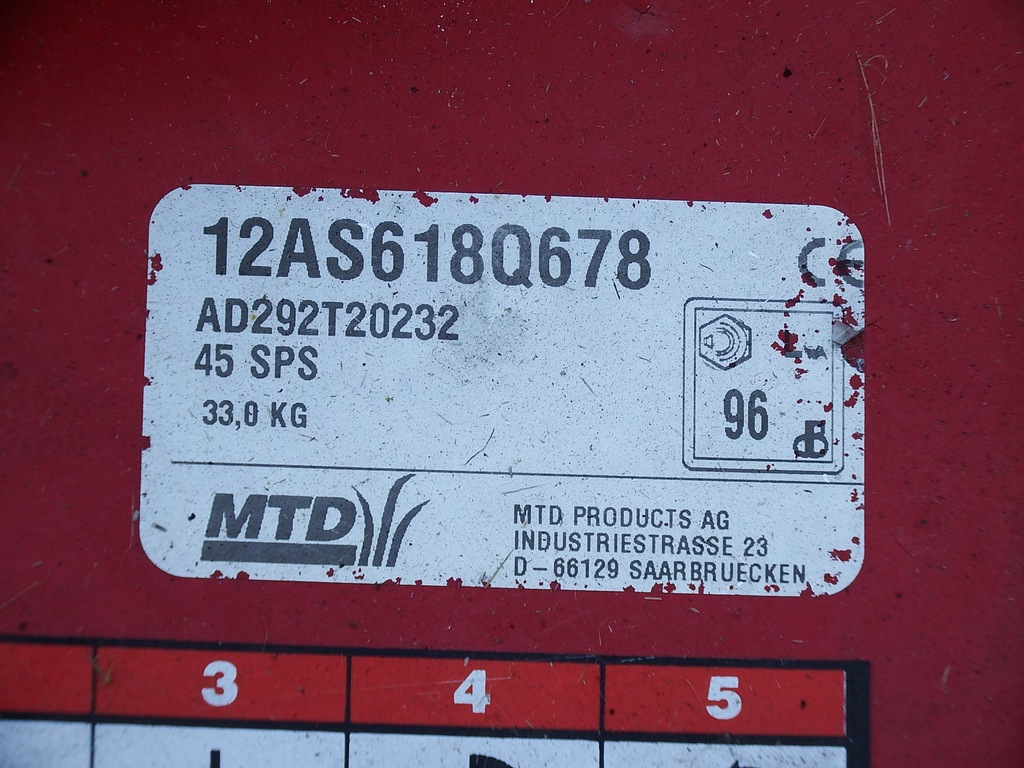 12AS618Q678
AD292T20232
45 SPS
33,0 KG
CE
96
dB
MTD
MTD PRODUCTS AG
INDUSTRIESTRASSE 23
D-66129 SAARBRUECKEN
3 4 5